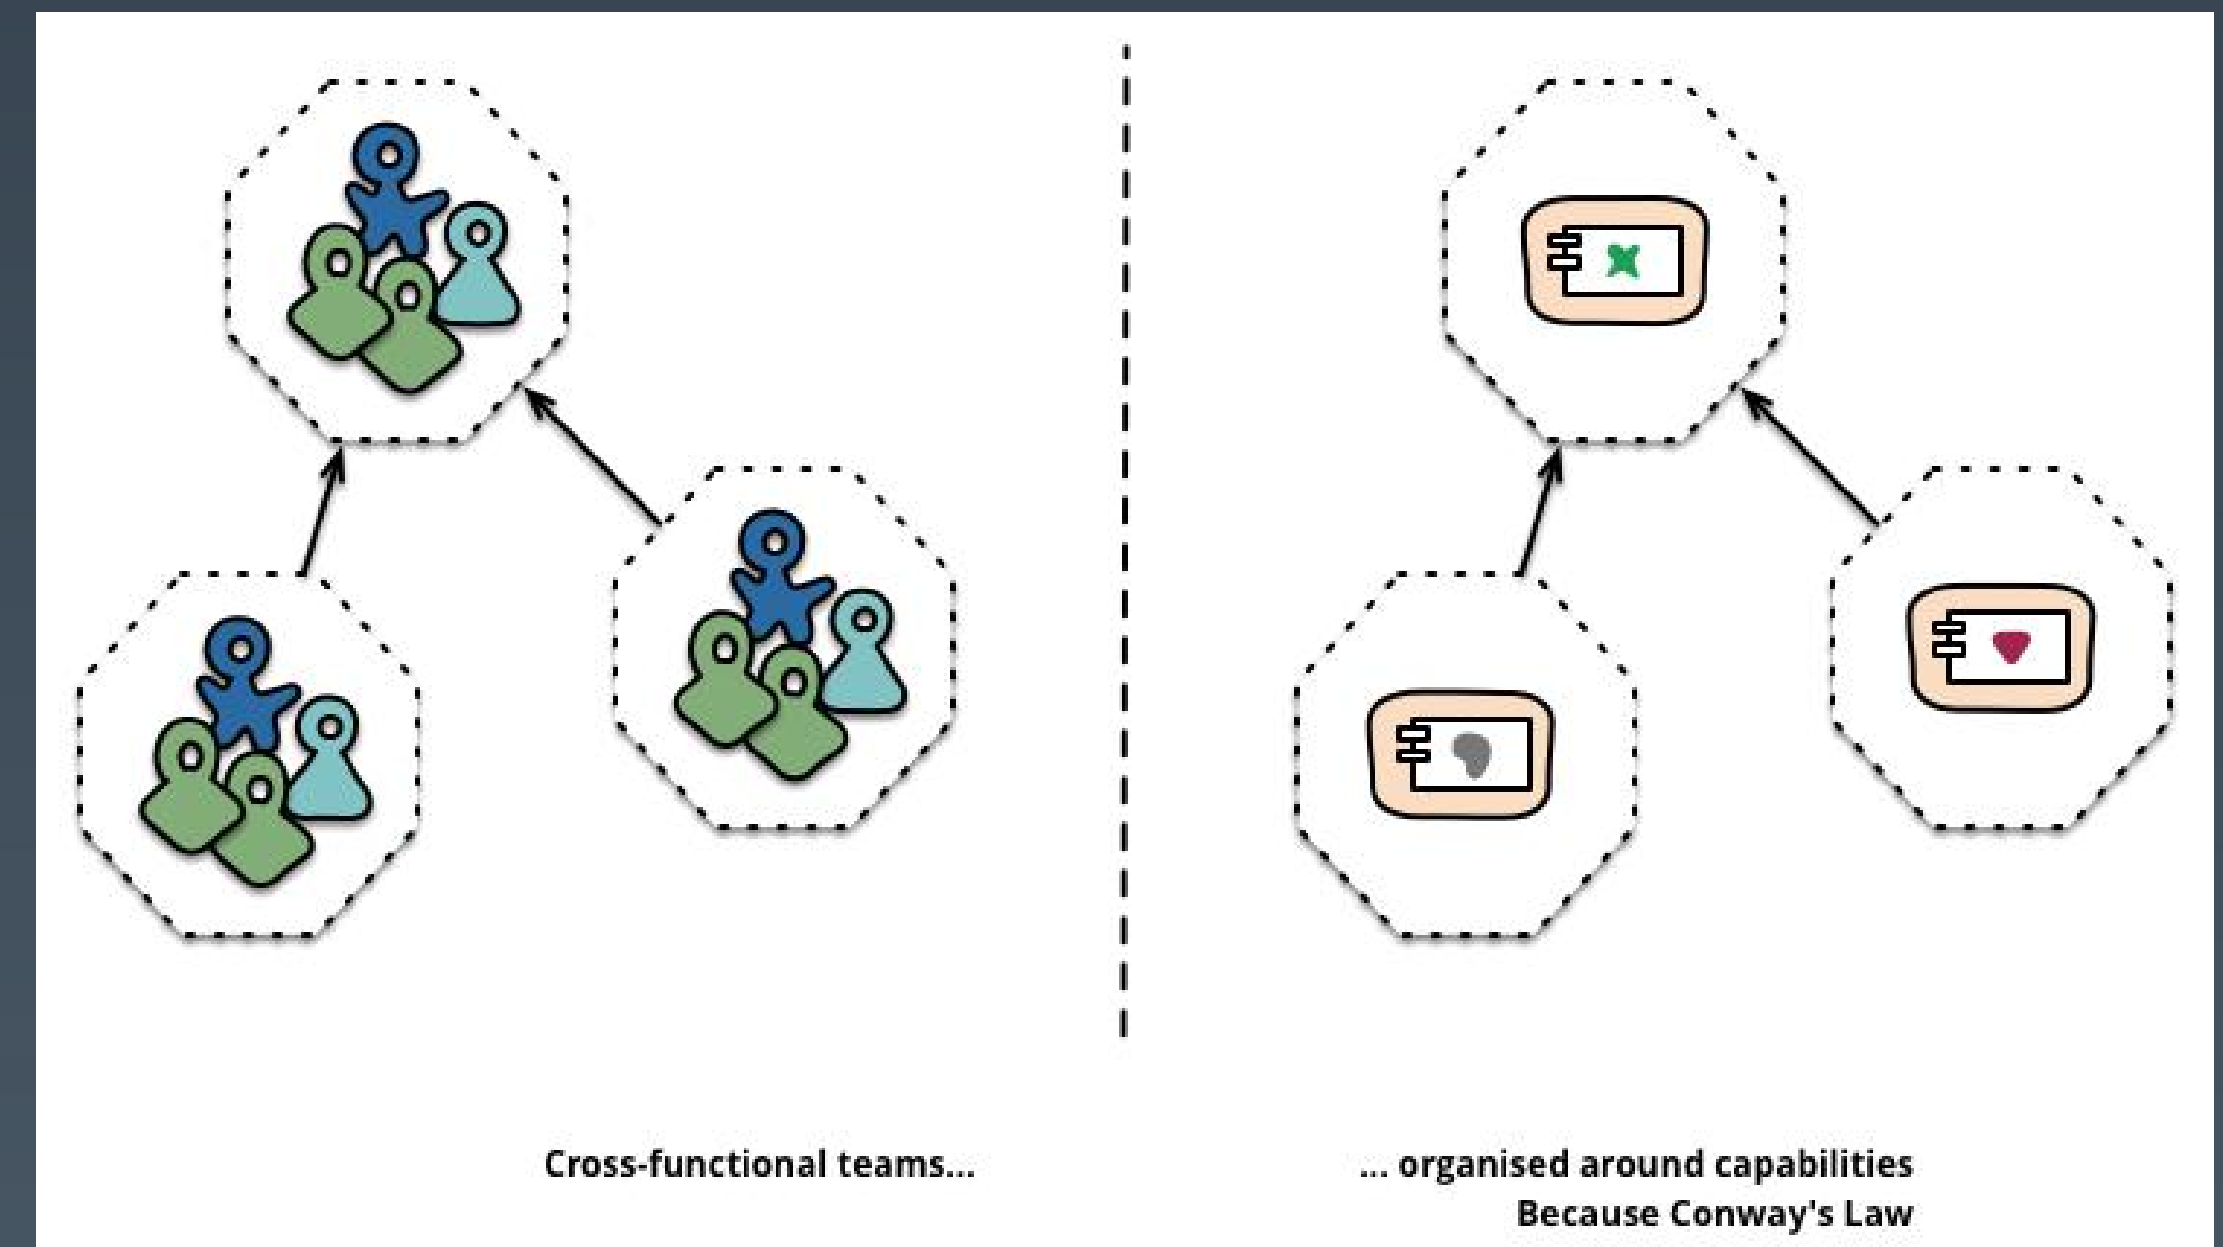 Cross-functional teams...
... organised around capabilities
Because Conway's Law